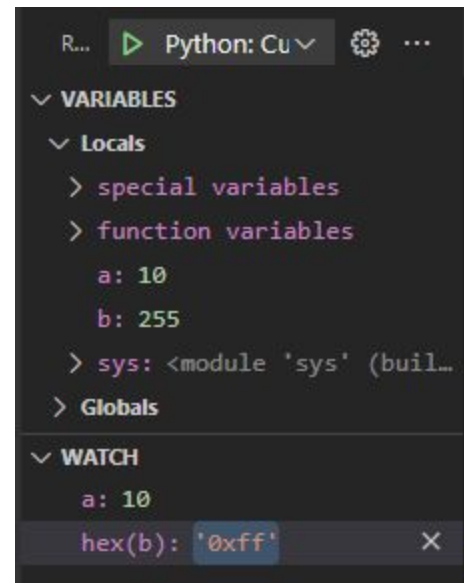 R... Python: Cu
VARIABLES
Locals
special variables
function variables
a: 10
b: 255
sys: <module 'sys' (buil…
Globals
WATCH
a: 10
hex(b): '0xff'